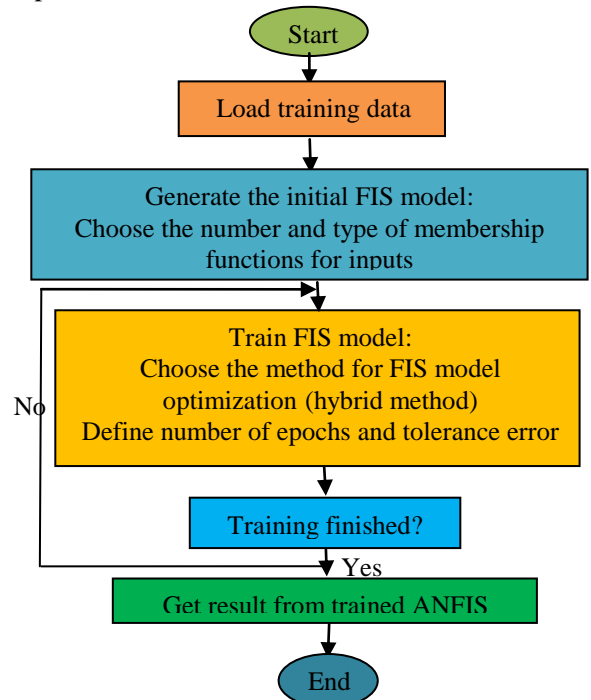 Start
Load training data
Generate the initial FIS model:
Choose the number and type of membership
functions for inputs
Train FIS model:
Choose the method for FIS model
optimization (hybrid method)
Define number of epochs and tolerance error
No
Training finished?
Yes
Get result from trained ANFIS
End